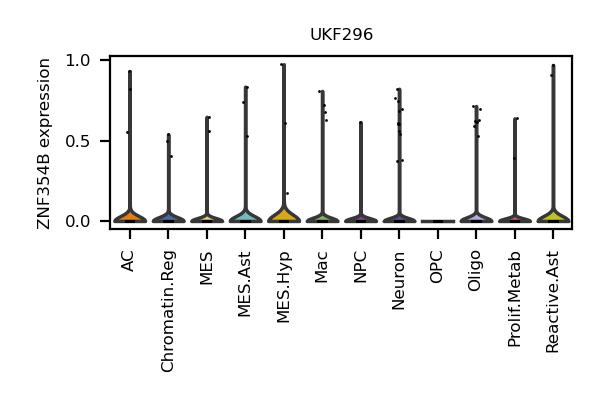 UKF296
ZNF354B expression
1.0
0.5
0.0
AC
Chromatin.Reg
MES
MES.Ast
MES.Hyp
Mac
NPC
Neuron
OPC
Oligo
Prolif.Metab
Reactive.Ast